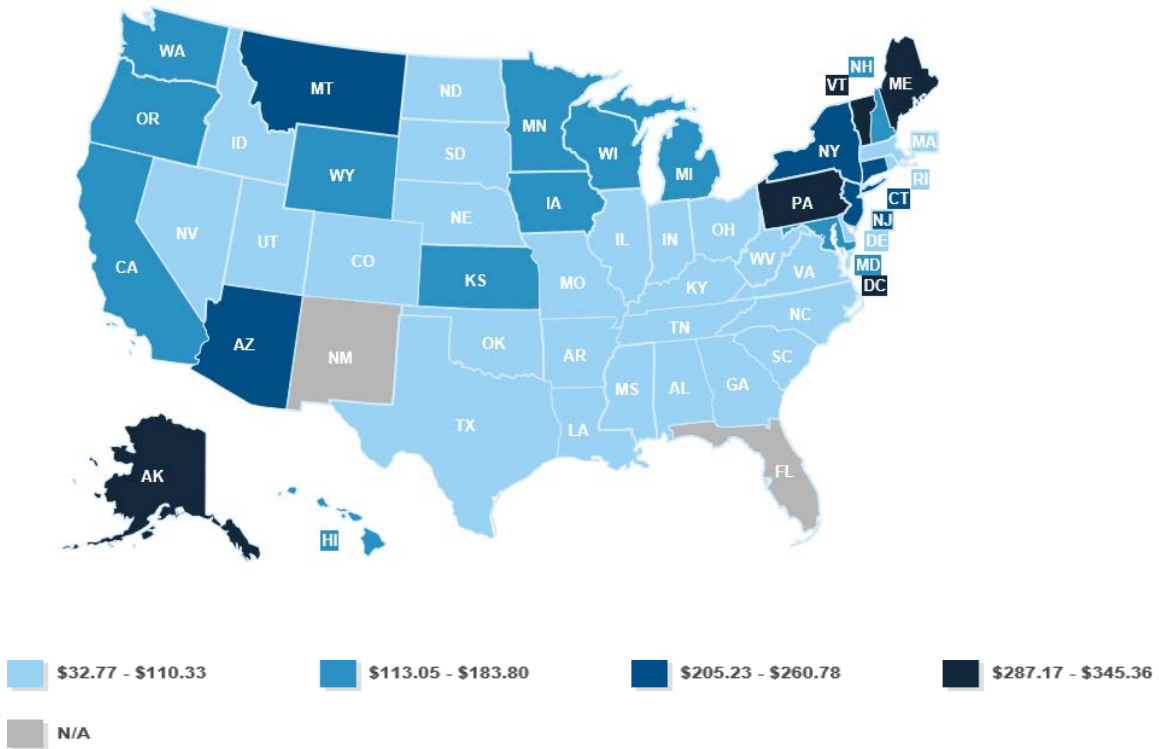 WA
MT
ND
OR
ID
SD
MN
WI
MI
NH
VT
ME
NY
MA
RI
CT
NJ
DE
MD
DC
WY
NE
IA
PA
NV
UT
CO
KS
MO
IL
IN
OH
WV
VA
KY
CA
AZ
NM
OK
AR
TN
NC
SC
MS
AL
GA
TX
LA
FL
AK
HI
$32.77 - $110.33
$113.05 - $183.80
$205.23 - $260.78
$287.17 - $345.36
N/A